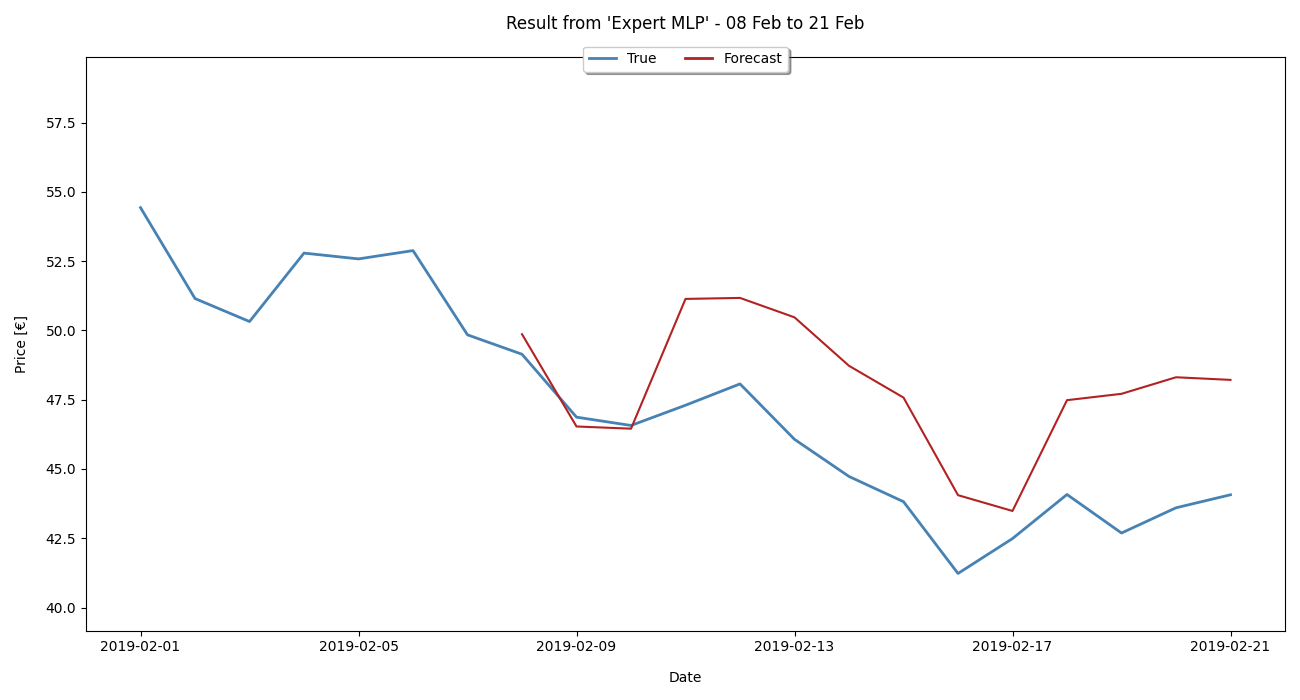 Result from 'Expert MLP' - 08 Feb to 21 Feb
True Forecast
57.5
55.0
52.5
50.0
47.5
45.0
42.5
40.0
Price [€]
2019-02-01 2019-02-05 2019-02-09 2019-02-13 2019-02-17 2019-02-21
Date